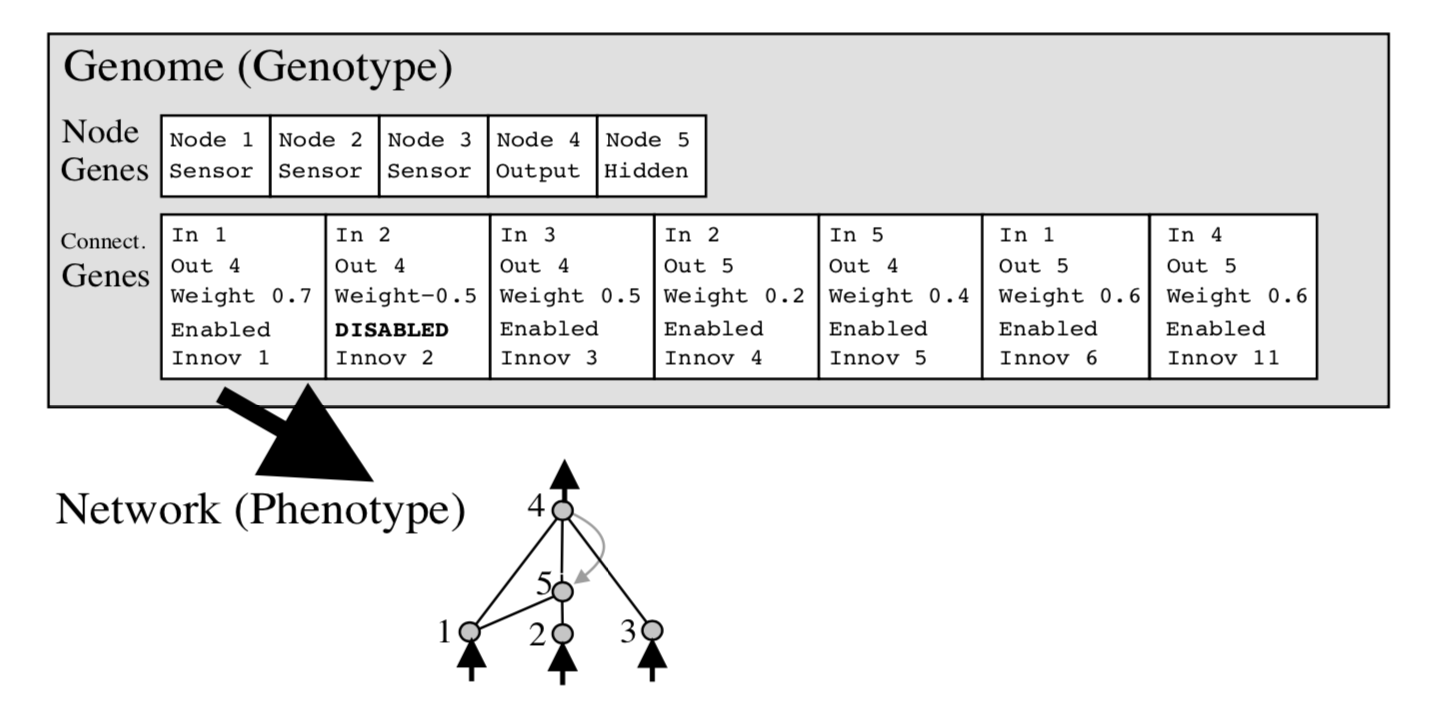 Genome (Genotype)
Node Genes
Node 1 Node 2 Node 3 Node 4 Node 5
Sensor Sensor Sensor Output Hidden
Connect. Genes
In 1 In 2 In 3 In 2 In 5 In 1 In 4
Out 4 Out 4 Out 4 Out 5 Out 4 Out 5 Out 5
Weight 0.7 Weight-0.5 Weight 0.5 Weight 0.2 Weight 0.4 Weight 0.6 Weight 0.6
Enabled DISABLED Enabled Enabled Enabled Enabled Enabled
Innov 1 Innov 2 Innov 3 Innov 4 Innov 5 Innov 6 Innov 11
Network (Phenotype)
4
5
1 2 3